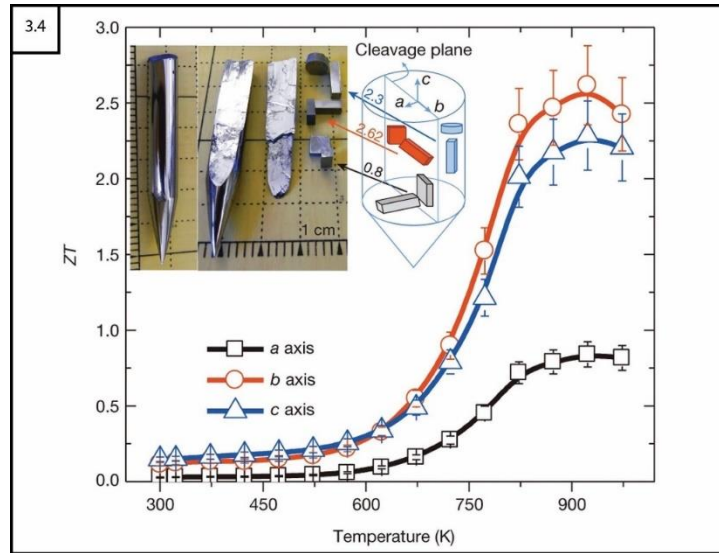 3.4
3.0
2.5
2.0
1.5
1.0
0.5
0.0
ZT
Cleavage plane
c
a
b
2.3
2.62
0.8
1 cm
a axis
b axis
c axis
300
450
600
750
900
Temperature (K)